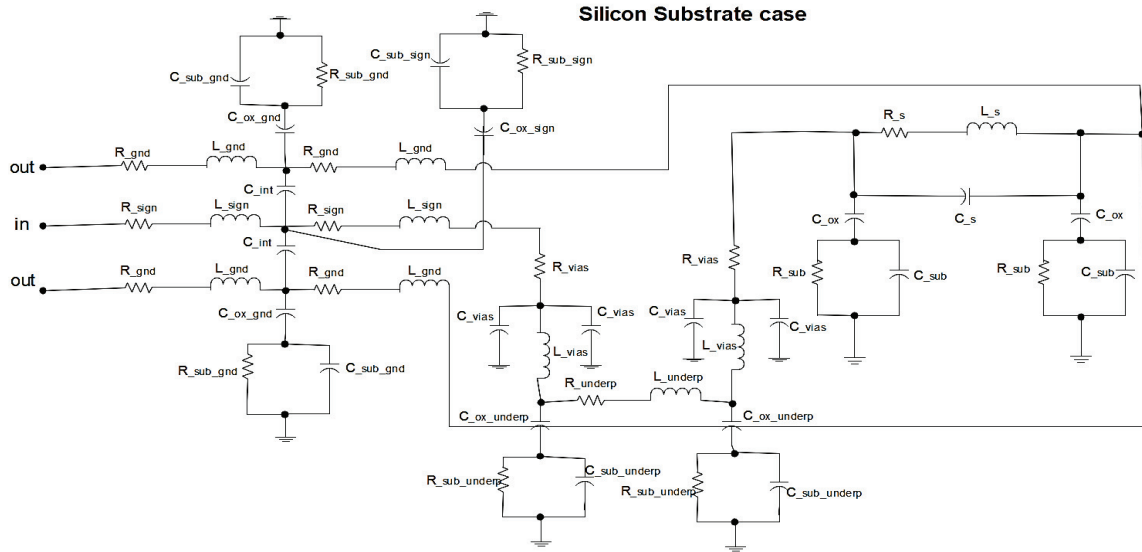 Silicon Substrate case
C_sub_gnd
R_sub_gnd
C_sub_sign
R_sub_sign
C_ox_gnd
C_ox_sign
R_s
L_s
out
R_gnd
L_gnd
R_gnd
L_gnd
C_int
in
R_sign
L_sign
R_sign
L_sign
C_ox
C_s
C_ox
C_int
out
R_gnd
L_gnd
R_gnd
L_gnd
R_vias
R_vias
R_sub
C_sub
R_sub
C_sub
C_ox_gnd
C_vias
C_vias
C_vias
C_vias
L_vias
L_vias
R_sub_gnd
C_sub_gnd
R_underp
L_underp
C_ox_underp
C_ox_underp
R_sub_underp
C_sub_underp
R_sub_underp
C_sub_underp